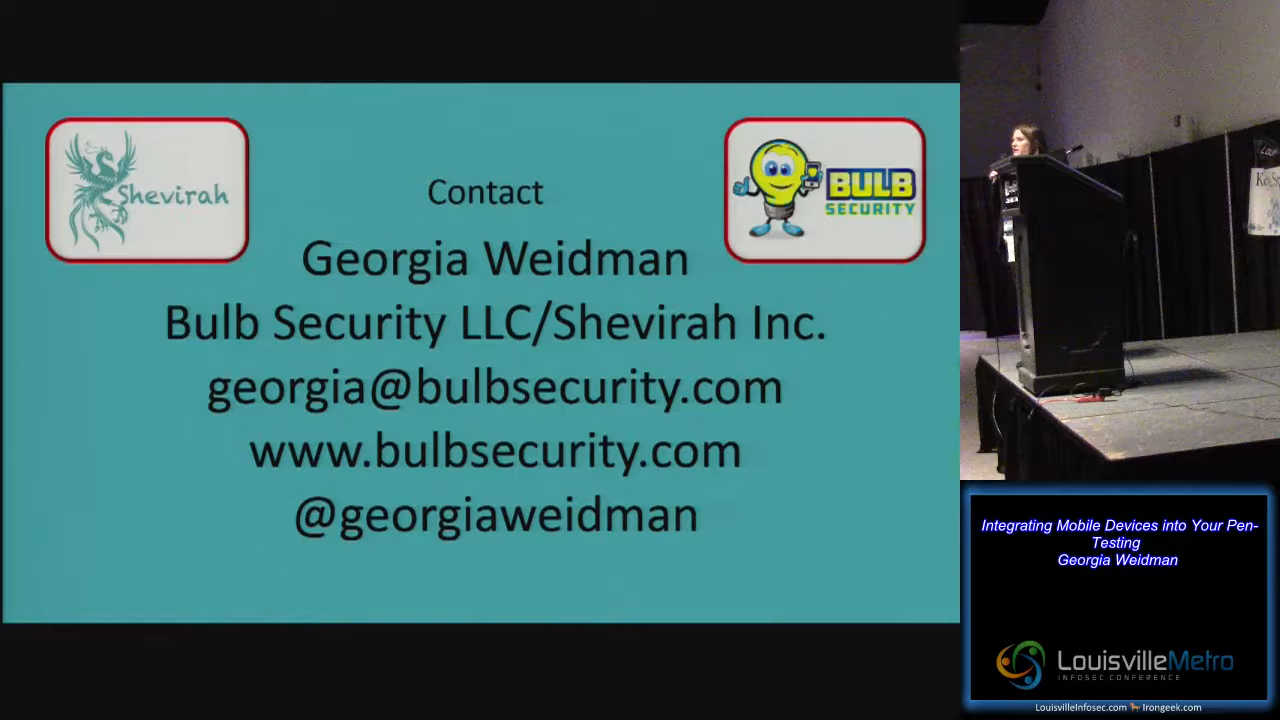 Shevirah
BULB
SECURITY
Contact
Georgia Weidman
Bulb Security LLC/Shevirah Inc.
georgia@bulbsecurity.com
www.bulbsecurity.com
@georgiaweidman
Integrating Mobile Devices into Your Pen-
Testing
Georgia Weidman
LouisvilleMetro
INFOSEC CONFERENCE
LouisvilleInfosec.com Irongeek.com